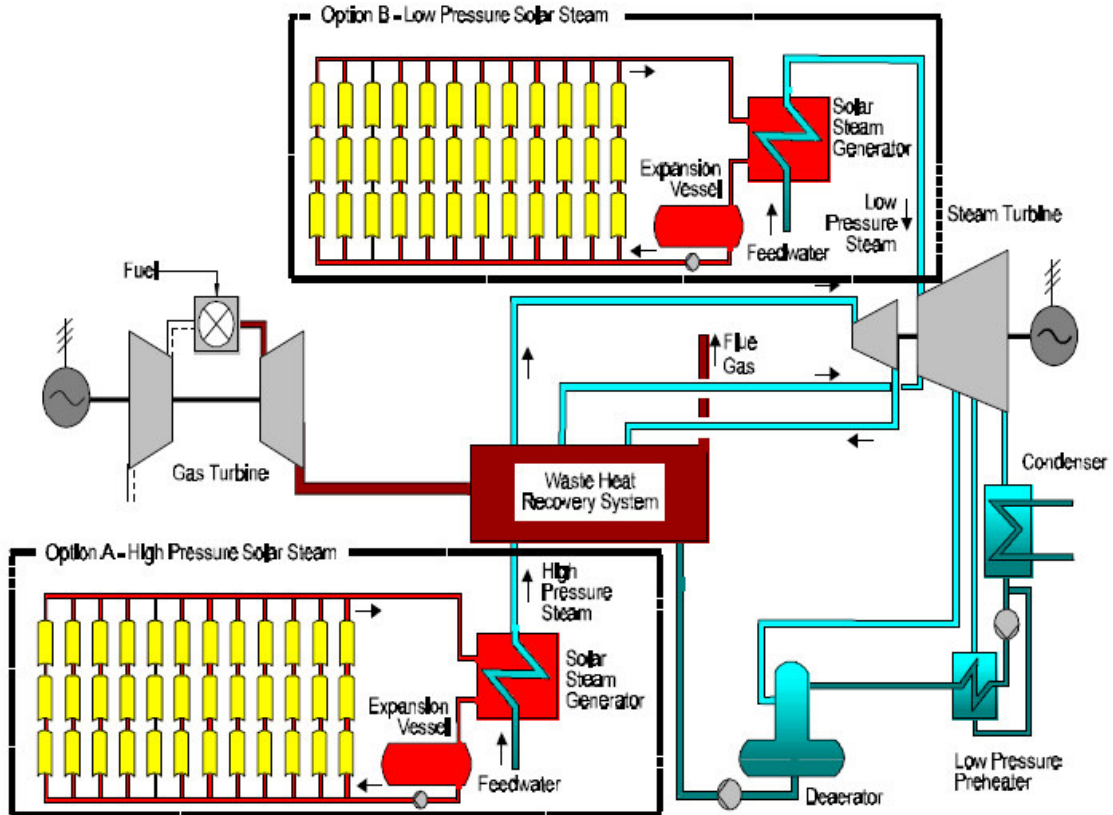 Option B - Low Pressure Solar Steam
Solar
Steam
Generator
Expansion
Vessel
Feedwater
Low
Pressure
Steam
Steam Turbine
Fuel
Flue
Gas
Gas Turbine
Waste Heat
Recovery System
Condenser
Option A - High Pressure Solar Steam
High
Pressure
Steam
Solar
Steam
Generator
Expansion
Vessel
Feedwater
Low Pressure
Preheater
Deaerator